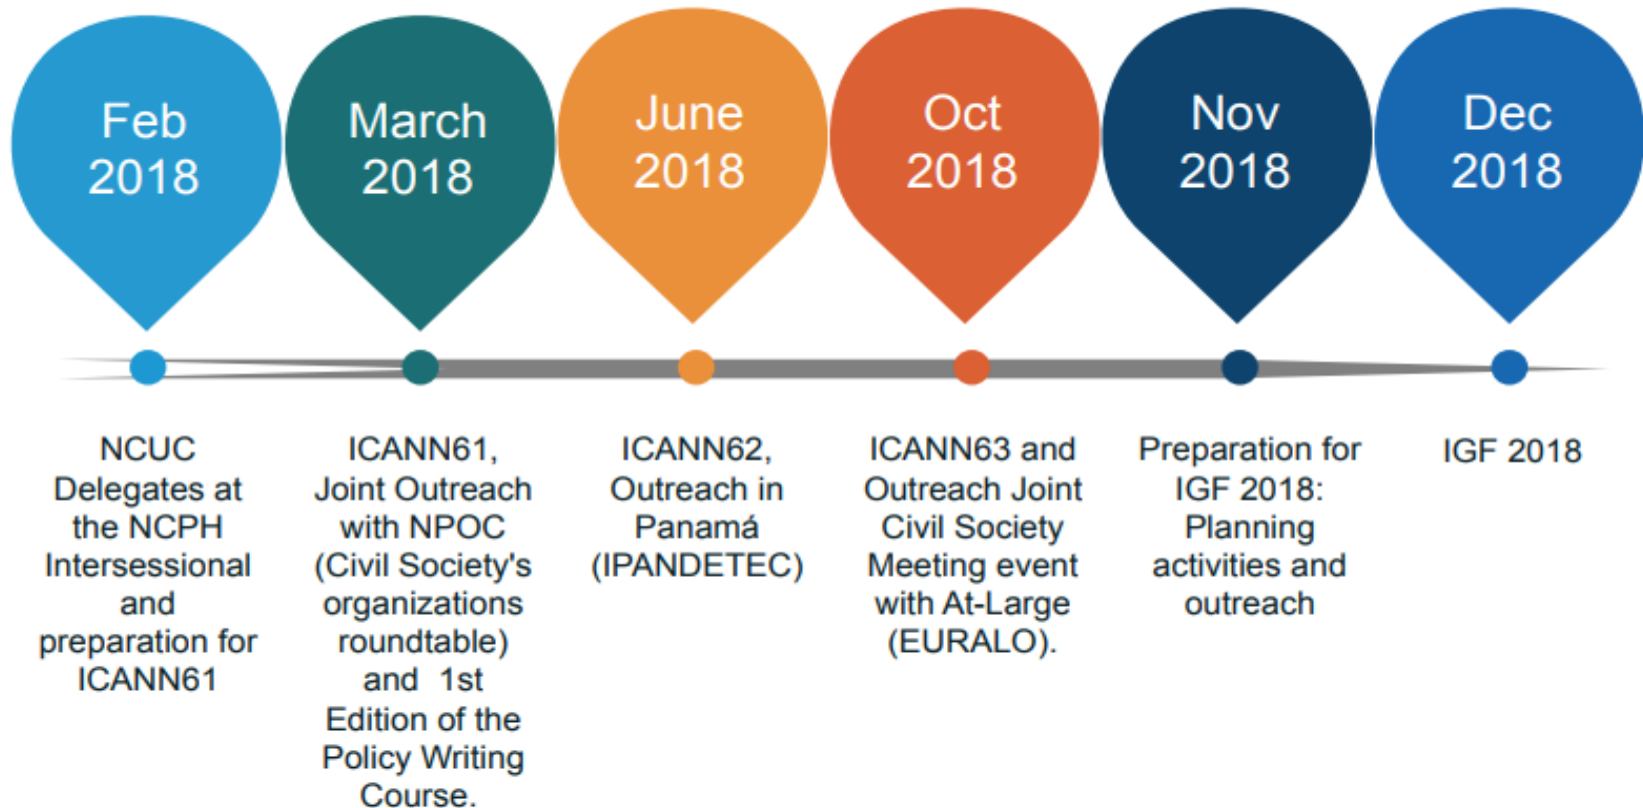 Feb
2018
March
2018
June
2018
Oct
2018
Nov
2018
Dec
2018
NCUC
Delegates at
the NCPH
Intersessional
and
preparation for
ICANN61
ICANN61,
Joint Outreach
with NPOC
(Civil Society's
organizations
roundtable)
and 1st
Edition of the
Policy Writing
Course.
ICANN62,
Outreach in
Panamá
(IPANDETEC)
ICANN63 and
Outreach Joint
Civil Society
Meeting event
with At-Large
(EURALO).
Preparation for
IGF 2018:
Planning
activities and
outreach
IGF 2018